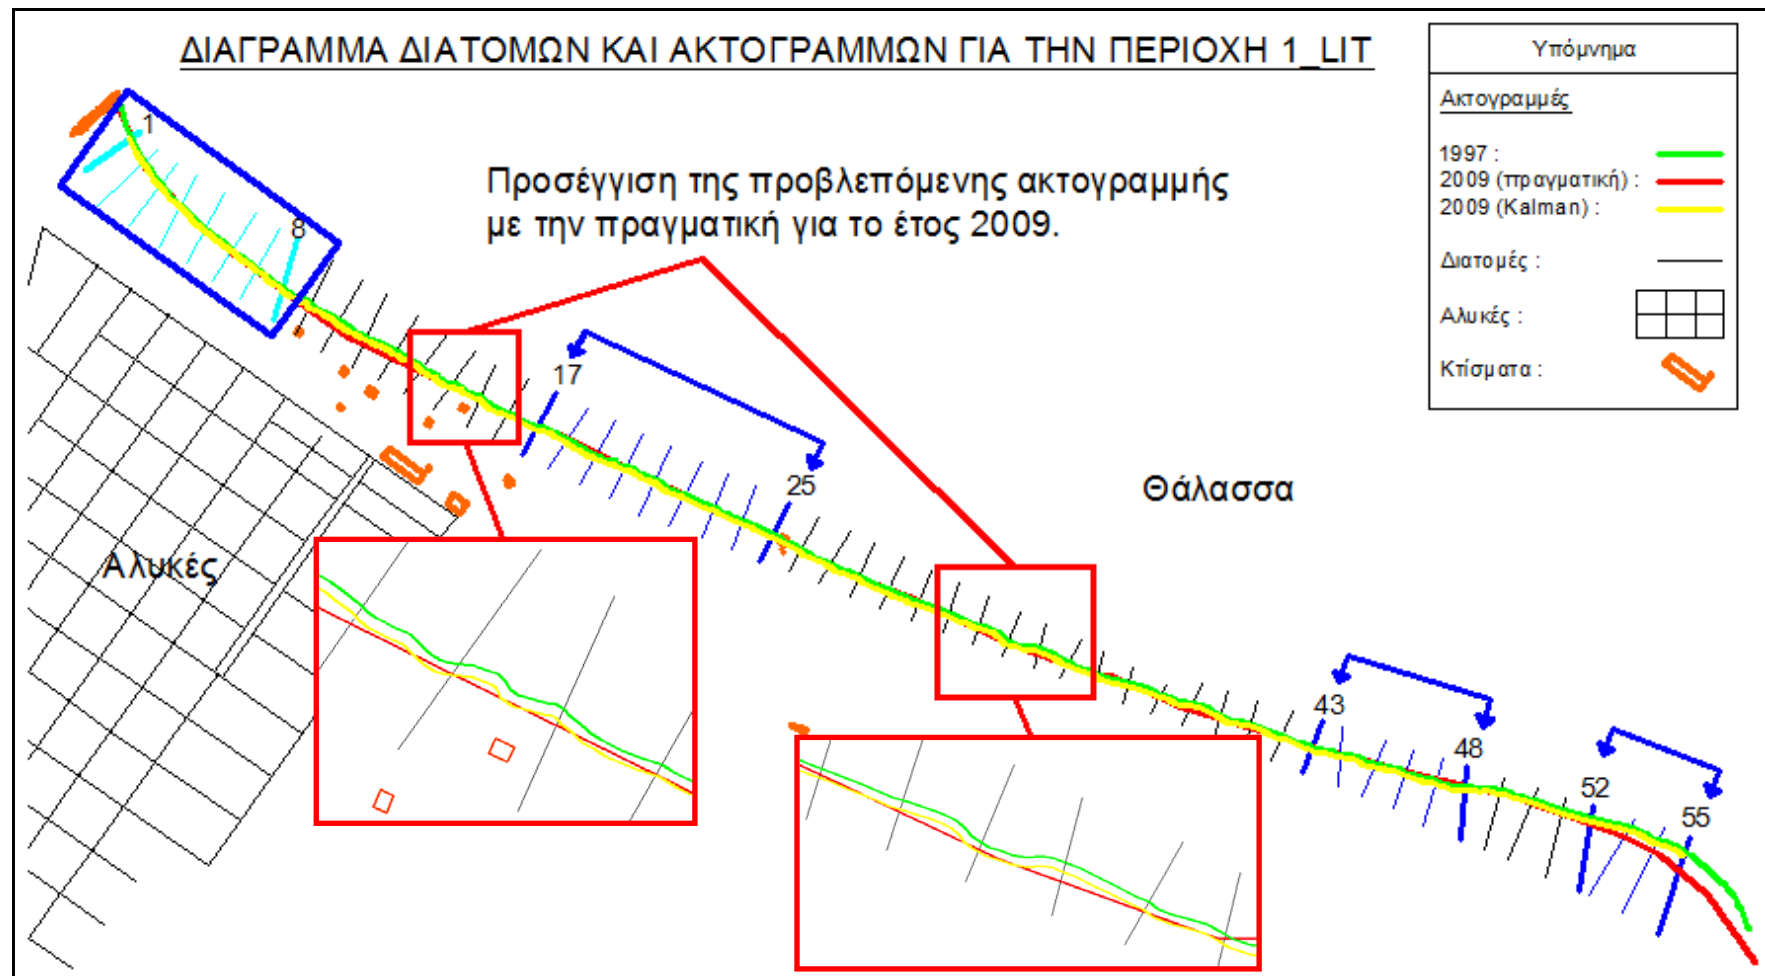 ΔΙΑΓΡΑΜΜΑ ΔΙΑΤΟΜΩΝ ΚΑΙ ΑΚΤΟΓΡΑΜΜΩΝ ΓΙΑ ΤΗΝ ΠΕΡΙΟΧΗ 1_LIT
Υπόμνημα
Ακτογραμμές
1997 :
2009 (πραγματική) :
2009 (Kalman) :
Διατομές :
Αλυκές :
Κτίσματα :
Προσέγγιση της προβλεπόμενης ακτογραμμής
με την πραγματική για το έτος 2009.
1
8
17
25
Θάλασσα
Αλυκές
43
48
52
55